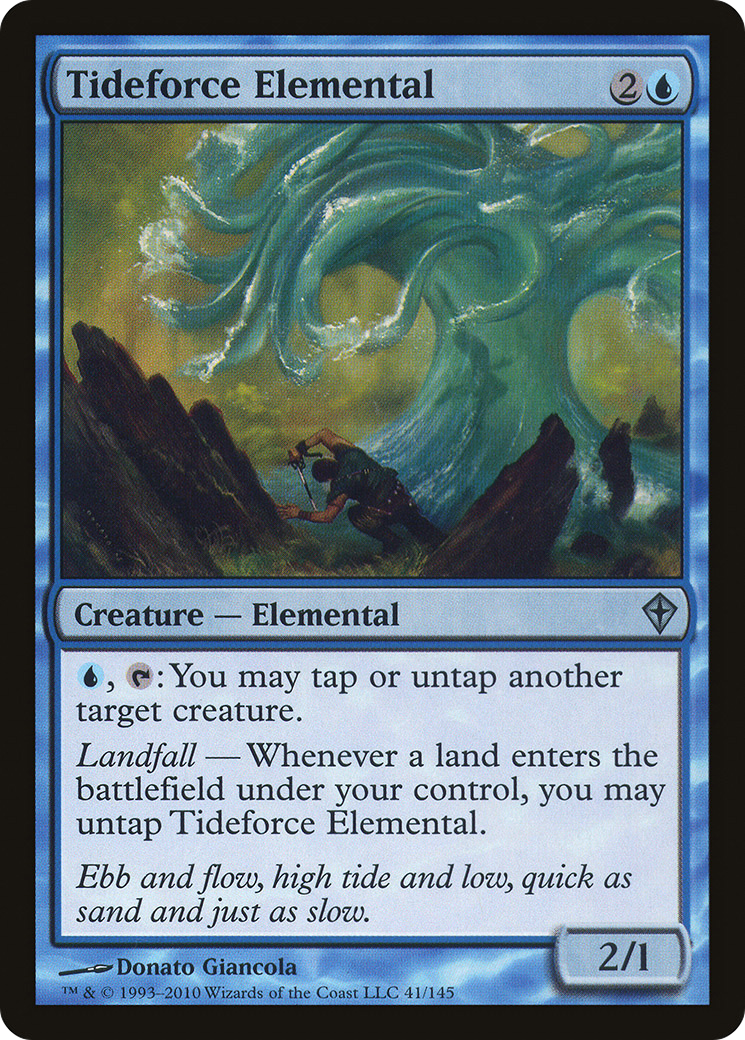 Tideforce Elemental 2
Creature — Elemental
, : You may tap or untap another
target creature.
Landfall — Whenever a land enters the
battlefield under your control, you may
untap Tideforce Elemental.
Ebb and flow, high tide and low, quick as
sand and just as slow.
2/1
Donato Giancola
™ & © 1993–2010 Wizards of the Coast LLC 41/145